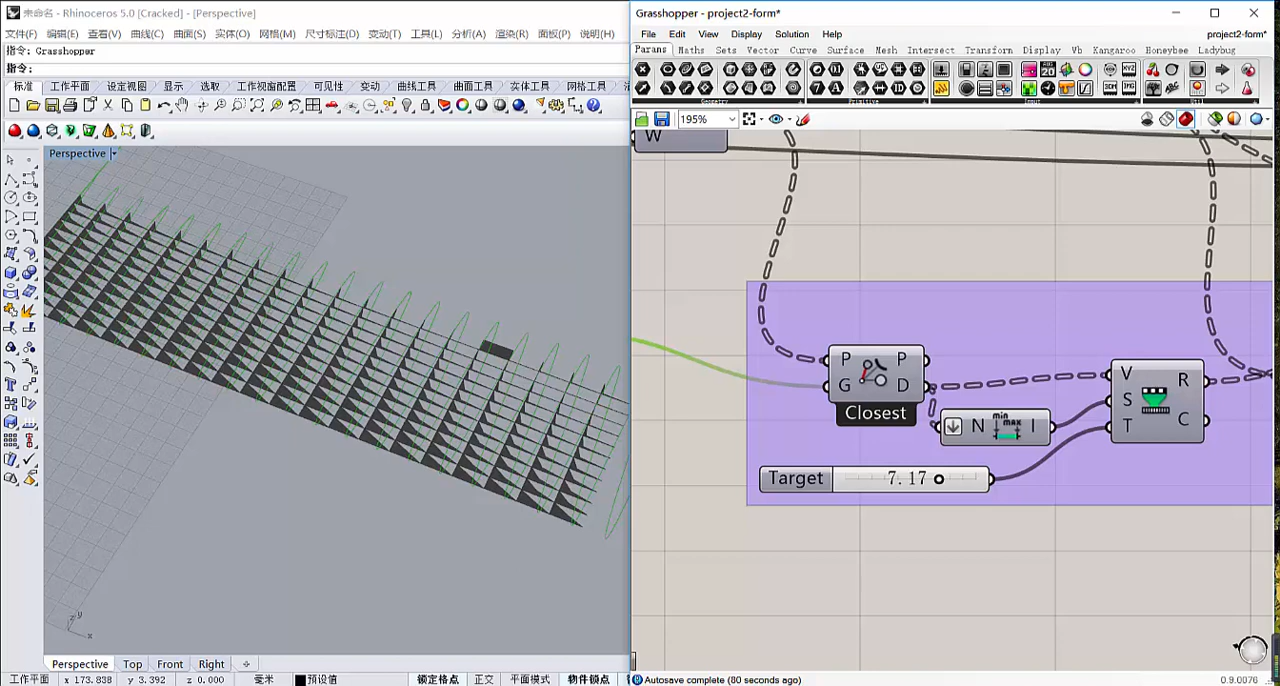 未命名 - Rhinoceros 5.0 [Cracked] - [Perspective]
文件(F) 编辑(E) 查看(V) 曲线(C) 曲面(S) 实体(O) 网格(M) 尺寸标注(D) 变动(T) 工具(L) 分析(A) 渲染(R) 面板(P) 说明(H)
指令: Grasshopper
指令:
标准 工作平面 设定视图 显示 选取 工作视窗配置 可见性 变动 曲线工具 曲面工具 实体工具 网格工具
Perspective
z y
x
Perspective Top Front Right
工作平面 x 173.838 y 3.392 z 0.000 毫米 预设值 锁定格点 正交 平面模式 物件锁点
Grasshopper - project2-form*
File Edit View Display Solution Help project2-form*
Params Maths Sets Vector Curve Surface Mesh Intersect Transform Display Vb Kangaroo Honeybee Ladybug
Geometry Primitive Input Util
195%
W
P P
G D
Closest
N min max I
V R
S
T C
Target 7.17
Autosave complete (80 seconds ago) 0.9.0076